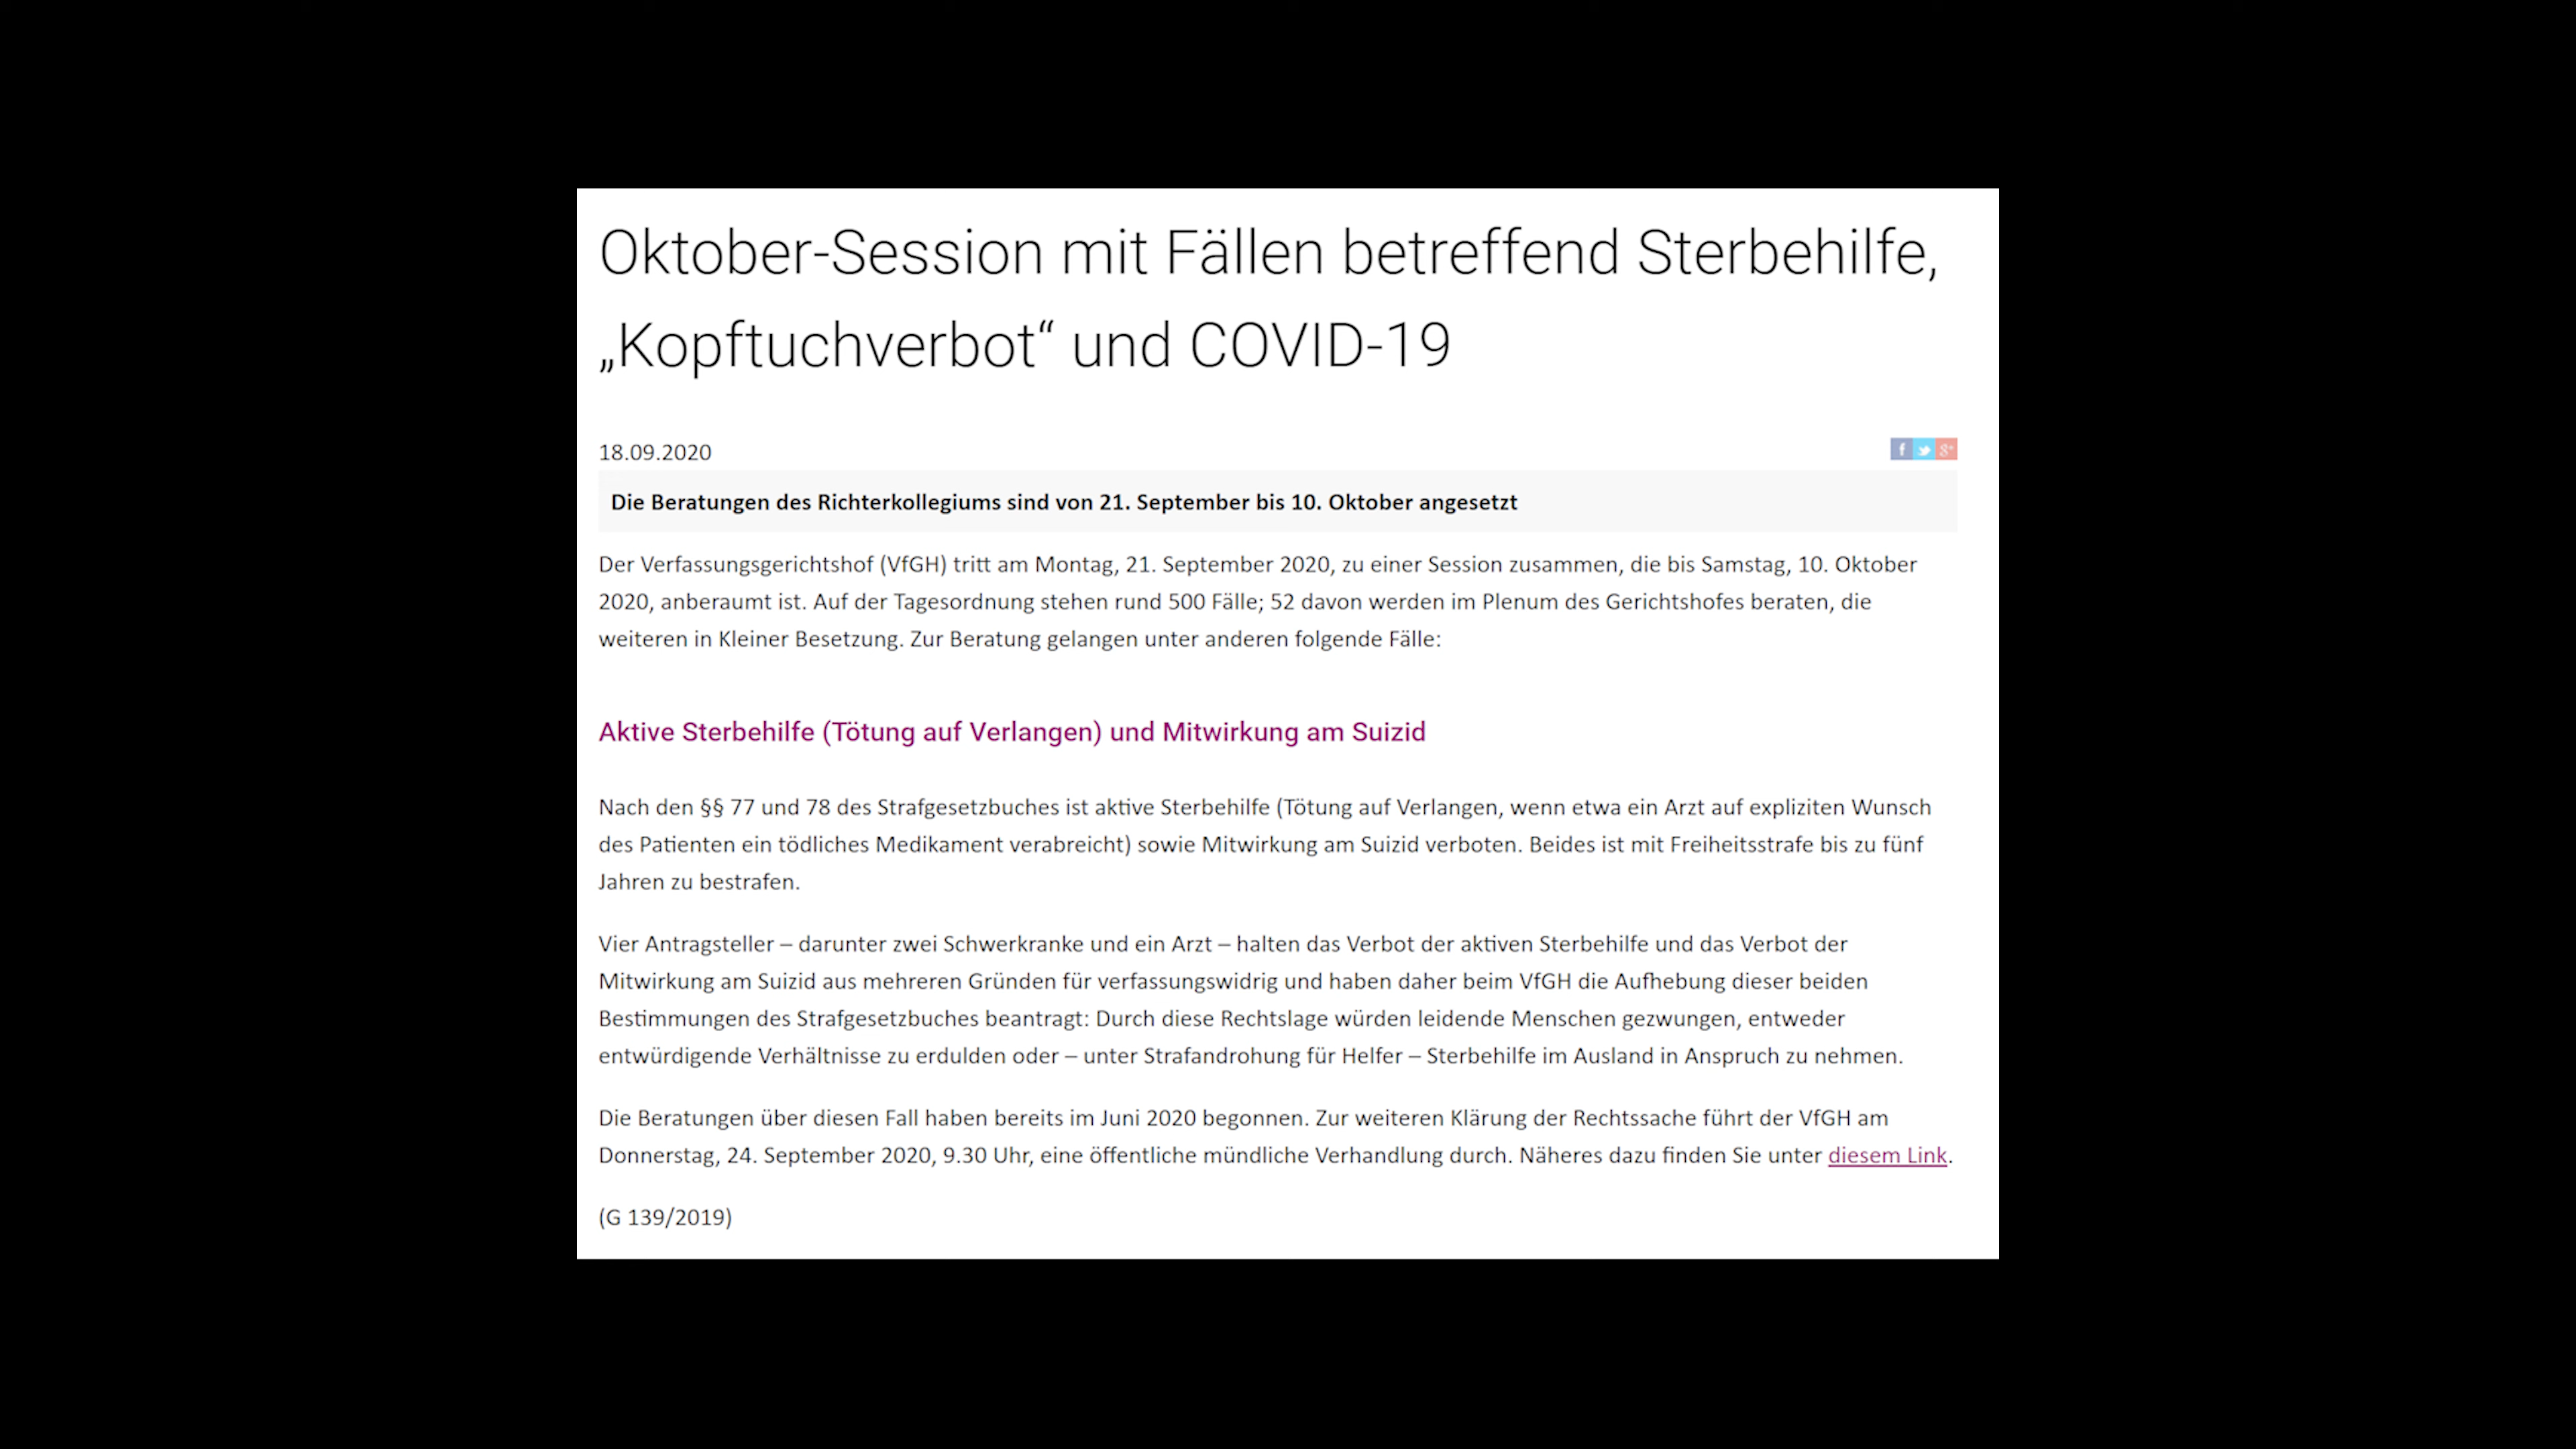 Oktober-Session mit Fällen betreffend Sterbehilfe,
„Kopftuchverbot“ und COVID-19
18.09.2020
f g+
Die Beratungen des Richterkollegiums sind von 21. September bis 10. Oktober angesetzt
Der Verfassungsgerichtshof (VfGH) tritt am Montag, 21. September 2020, zu einer Session zusammen, die bis Samstag, 10. Oktober
2020, anberaumt ist. Auf der Tagesordnung stehen rund 500 Fälle; 52 davon werden im Plenum des Gerichtshofes beraten, die
weiteren in Kleiner Besetzung. Zur Beratung gelangen unter anderen folgende Fälle:
Aktive Sterbehilfe (Tötung auf Verlangen) und Mitwirkung am Suizid
Nach den §§ 77 und 78 des Strafgesetzbuches ist aktive Sterbehilfe (Tötung auf Verlangen, wenn etwa ein Arzt auf expliziten Wunsch
des Patienten ein tödliches Medikament verabreicht) sowie Mitwirkung am Suizid verboten. Beides ist mit Freiheitsstrafe bis zu fünf
Jahren zu bestrafen.
Vier Antragsteller – darunter zwei Schwerkranke und ein Arzt – halten das Verbot der aktiven Sterbehilfe und das Verbot der
Mitwirkung am Suizid aus mehreren Gründen für verfassungswidrig und haben daher beim VfGH die Aufhebung dieser beiden
Bestimmungen des Strafgesetzbuches beantragt: Durch diese Rechtslage würden leidende Menschen gezwungen, entweder
entwürdigende Verhältnisse zu erdulden oder – unter Strafandrohung für Helfer – Sterbehilfe im Ausland in Anspruch zu nehmen.
Die Beratungen über diesen Fall haben bereits im Juni 2020 begonnen. Zur weiteren Klärung der Rechtssache führt der VfGH am
Donnerstag, 24. September 2020, 9.30 Uhr, eine öffentliche mündliche Verhandlung durch. Näheres dazu finden Sie unter diesem Link.
(G 139/2019)